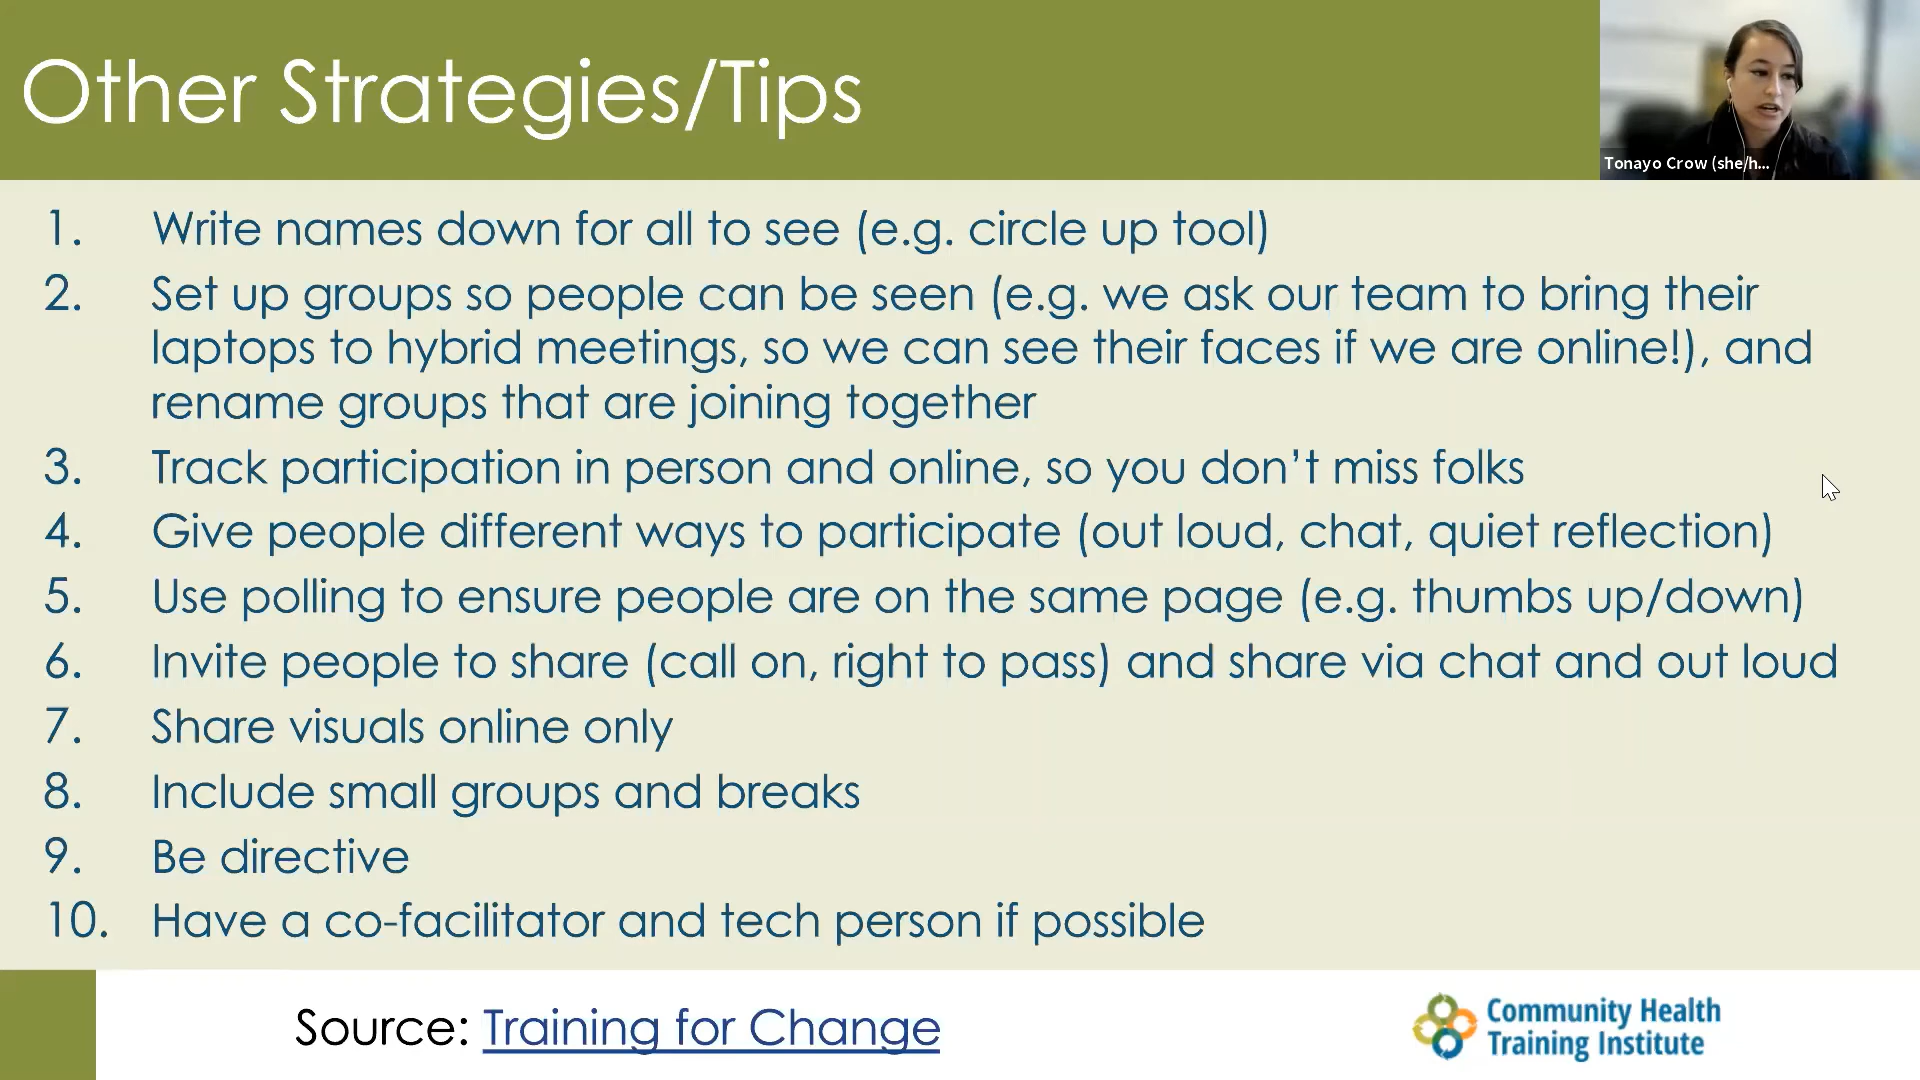 Other Strategies/Tips
Tonayo Crow (she/h...
1. Write names down for all to see (e.g. circle up tool)
2. Set up groups so people can be seen (e.g. we ask our team to bring their
laptops to hybrid meetings, so we can see their faces if we are online!), and
rename groups that are joining together
3. Track participation in person and online, so you don’t miss folks
4. Give people different ways to participate (out loud, chat, quiet reflection)
5. Use polling to ensure people are on the same page (e.g. thumbs up/down)
6. Invite people to share (call on, right to pass) and share via chat and out loud
7. Share visuals online only
8. Include small groups and breaks
9. Be directive
10. Have a co-facilitator and tech person if possible
Source: Training for Change
Community Health
Training Institute